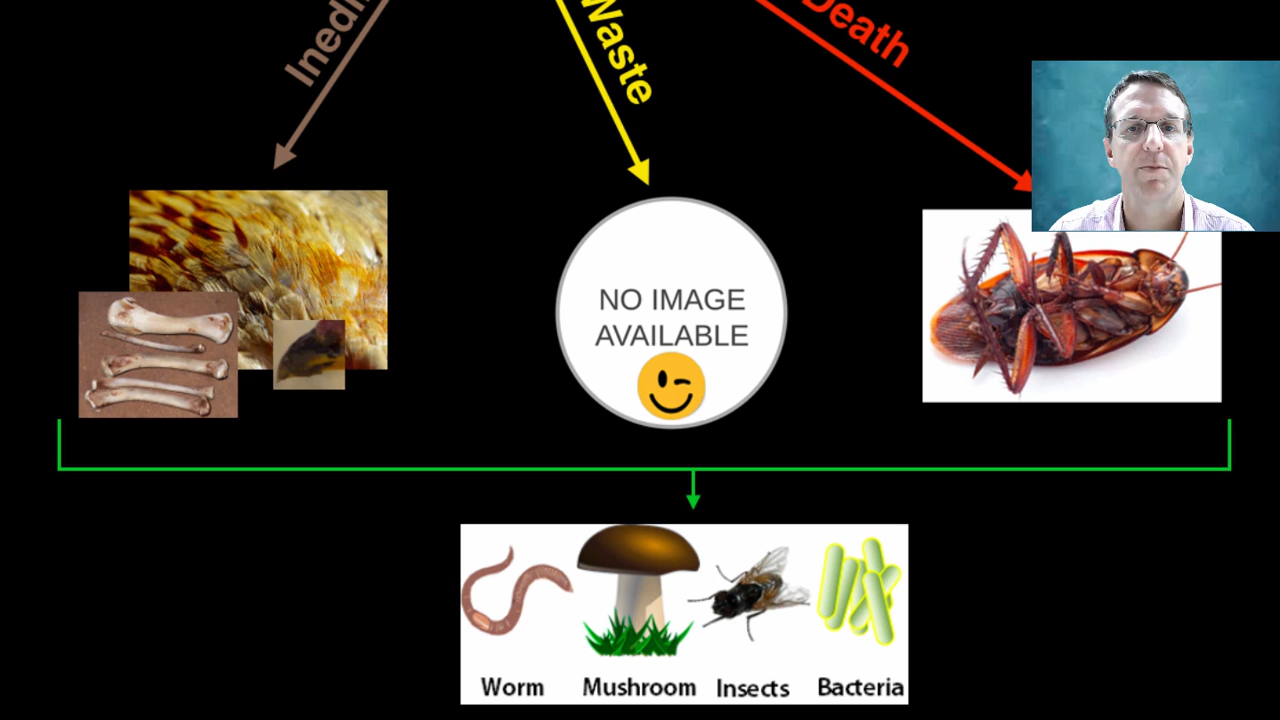 Waste
Death
NO IMAGE
AVAILABLE
Worm
Mushroom
Insects
Bacteria